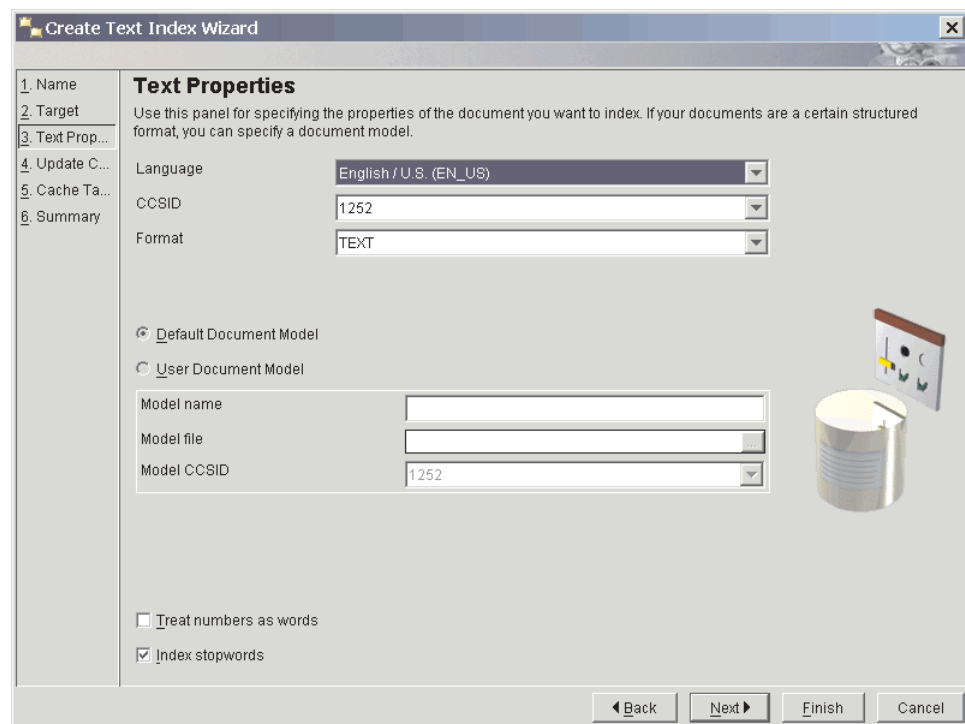 Create Text Index Wizard
1. Name
2. Target
3. Text Prop...
4. Update C...
5. Cache Ta...
6. Summary
Text Properties
Use this panel for specifying the properties of the document you want to index. If your documents are a certain structured
format, you can specify a document model.
Language English / U.S. (EN_US)
CCSID 1252
Format TEXT
Default Document Model
User Document Model
Model name
Model file ...
Model CCSID 1252
Treat numbers as words
Index stopwords
Back Next Finish Cancel